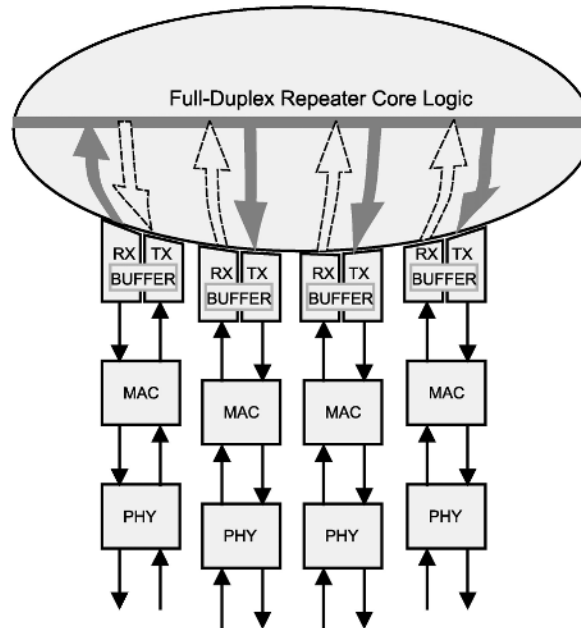 Full-Duplex Repeater Core Logic
RX TX
BUFFER
RX TX
BUFFER
RX TX
BUFFER
RX TX
BUFFER
MAC
MAC
MAC
MAC
PHY
PHY
PHY
PHY